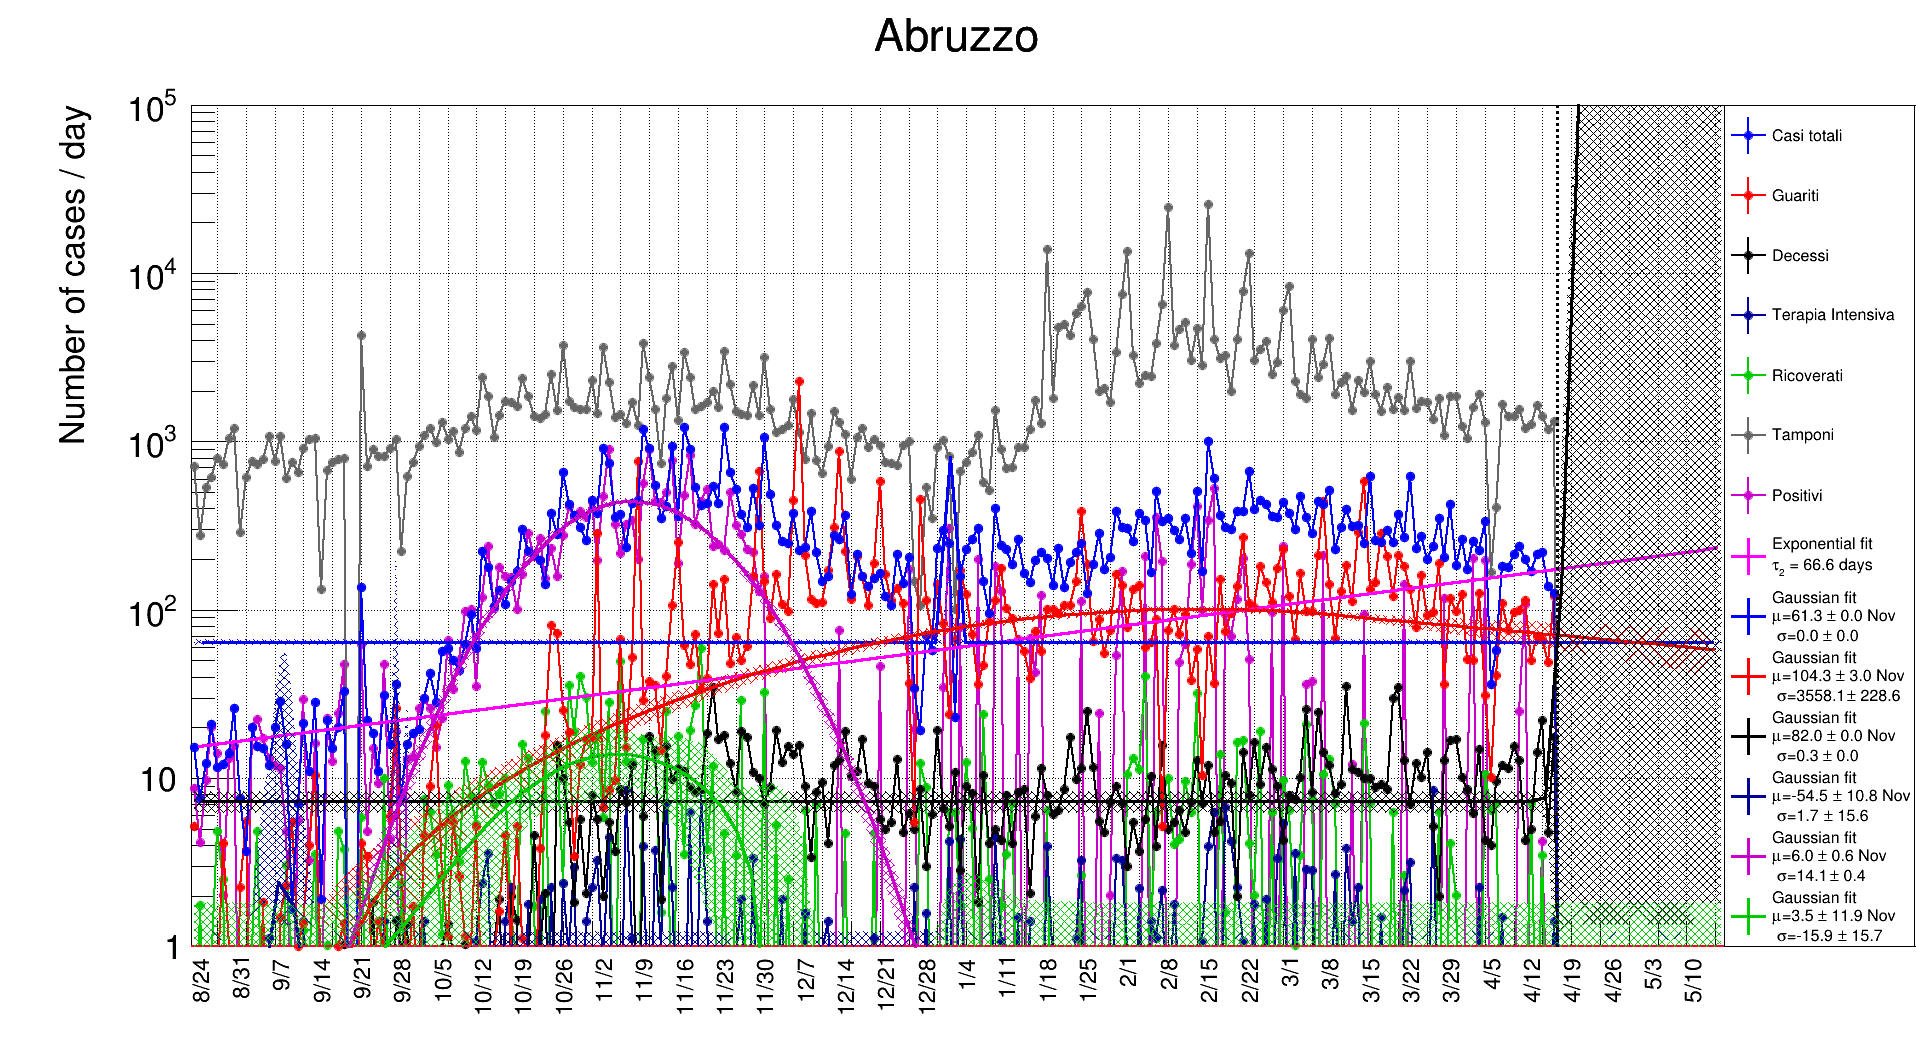 Abruzzo
Number of cases / day
10⁵
10⁴
10³
10²
10
1
8/24
8/31
9/7
9/14
9/21
9/28
10/5
10/12
10/19
10/26
11/2
11/9
11/16
11/23
11/30
12/7
12/14
12/21
12/28
1/4
1/11
1/18
1/25
2/1
2/8
2/15
2/22
3/1
3/8
3/15
3/22
3/29
4/5
4/12
4/19
4/26
5/3
5/10
Casi totali
Guariti
Decessi
Terapia Intensiva
Ricoverati
Tamponi
Positivi
Exponential fit
τ₂ = 66.6 days
Gaussian fit
μ=61.3 ± 0.0 Nov
σ=0.0 ± 0.0
Gaussian fit
μ=104.3 ± 3.0 Nov
σ=3558.1 ± 228.6
Gaussian fit
μ=82.0 ± 0.0 Nov
σ=0.3 ± 0.0
Gaussian fit
μ=-54.5 ± 10.8 Nov
σ=1.7 ± 15.6
Gaussian fit
μ=6.0 ± 0.6 Nov
σ=14.1 ± 0.4
Gaussian fit
μ=3.5 ± 11.9 Nov
σ=-15.9 ± 15.7